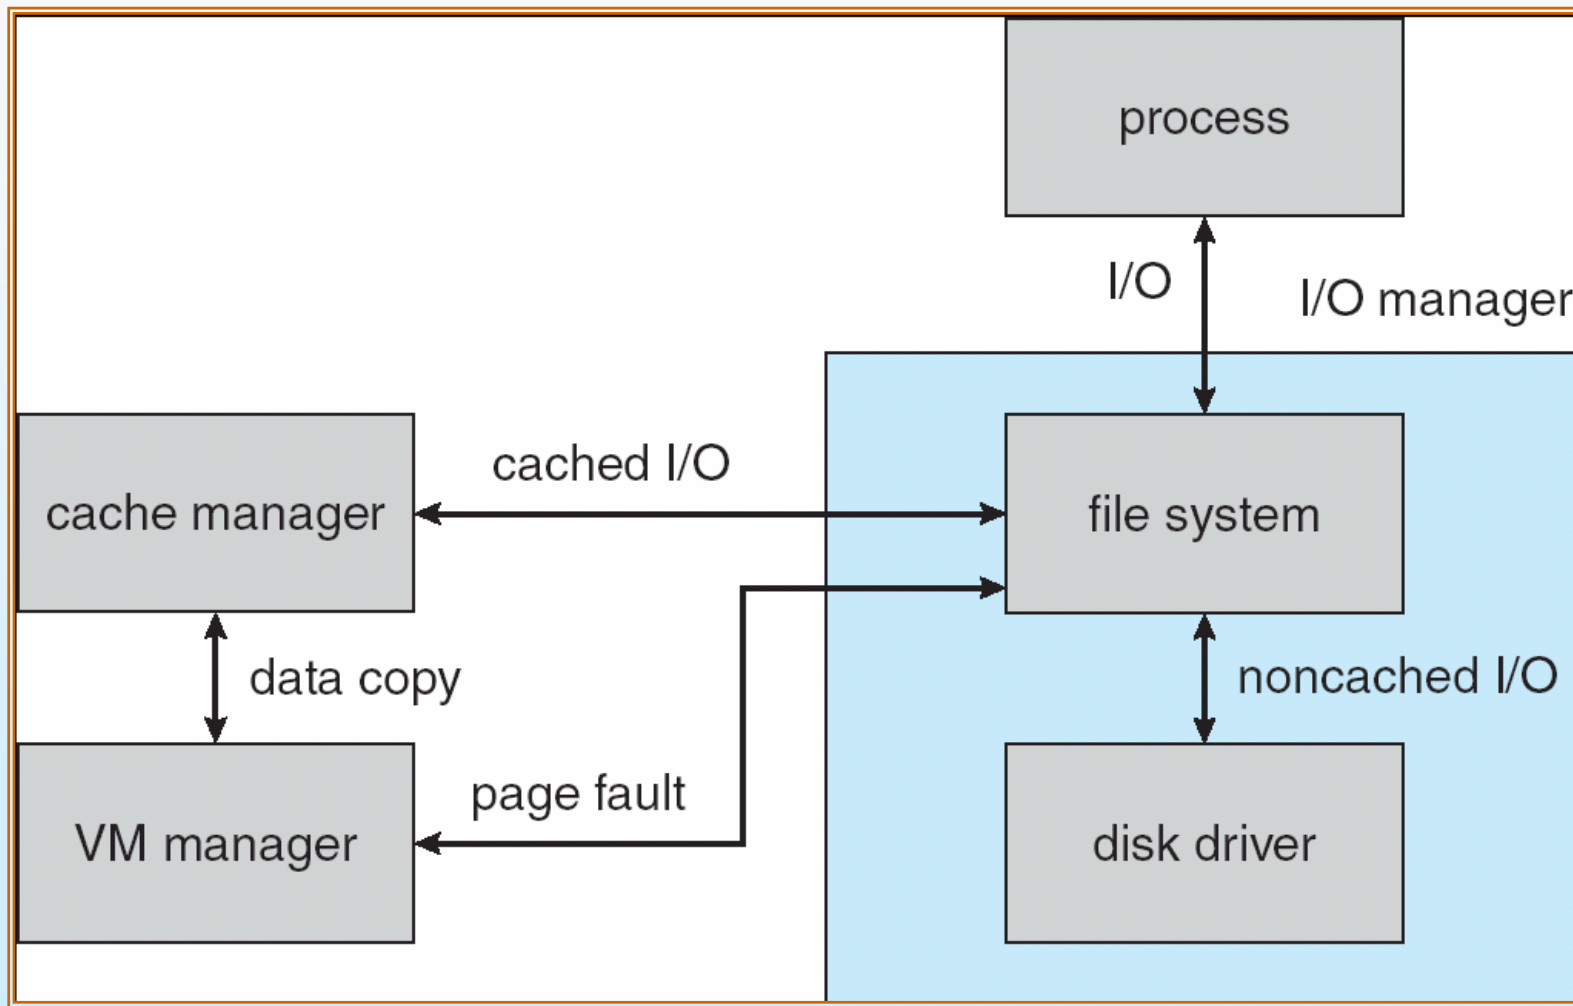 process
I/O
I/O manager
cached I/O
cache manager
file system
data copy
noncached I/O
page fault
VM manager
disk driver